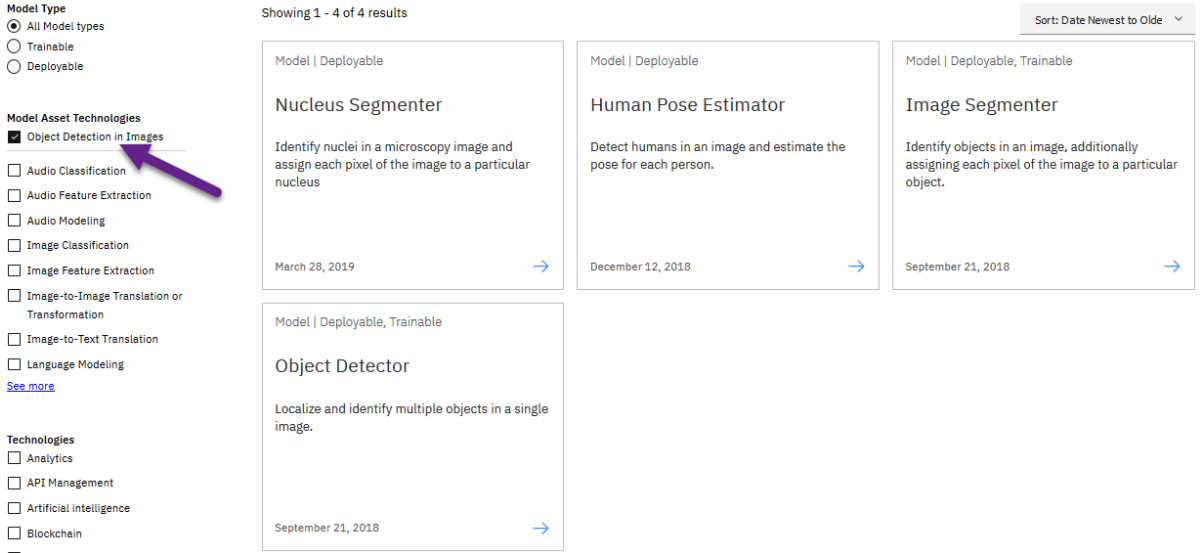 Model Type
All Model types
Trainable
Deployable
Model Asset Technologies
Object Detection in Images
Audio Classification
Audio Feature Extraction
Audio Modeling
Image Classification
Image Feature Extraction
Image-to-Image Translation or
Transformation
Image-to-Text Translation
Language Modeling
See more
Technologies
Analytics
API Management
Artificial intelligence
Blockchain
Showing 1 - 4 of 4 results
Sort: Date Newest to Olde
Model | Deployable
Nucleus Segmenter
Identify nuclei in a microscopy image and
assign each pixel of the image to a particular
nucleus
March 28, 2019
Model | Deployable
Human Pose Estimator
Detect humans in an image and estimate the
pose for each person.
December 12, 2018
Model | Deployable, Trainable
Image Segmenter
Identify objects in an image, additionally
assigning each pixel of the image to a particular
object.
September 21, 2018
Model | Deployable, Trainable
Object Detector
Localize and identify multiple objects in a single
image.
September 21, 2018